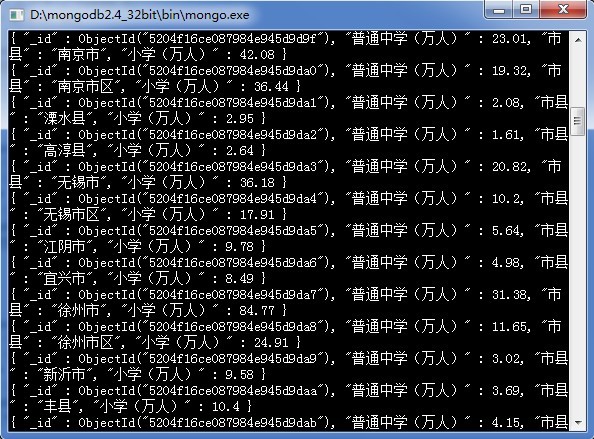 D:\mongodb2.4_32bit\bin\mongo.exe
{ "_id" : ObjectId("5204f16ce087984e945d9d9f"), "普通中学（万人）" : 23.01, "市
县" : "南京市", "小学（万人）" : 42.08 }
{ "_id" : ObjectId("5204f16ce087984e945d9da0"), "普通中学（万人）" : 19.32, "市
县" : "南京市区", "小学（万人）" : 36.44 }
{ "_id" : ObjectId("5204f16ce087984e945d9da1"), "普通中学（万人）" : 2.08, "市县
" : "溧水县", "小学（万人）" : 2.95 }
{ "_id" : ObjectId("5204f16ce087984e945d9da2"), "普通中学（万人）" : 1.61, "市县
" : "高淳县", "小学（万人）" : 2.64 }
{ "_id" : ObjectId("5204f16ce087984e945d9da3"), "普通中学（万人）" : 20.82, "市
县" : "无锡市", "小学（万人）" : 36.18 }
{ "_id" : ObjectId("5204f16ce087984e945d9da4"), "普通中学（万人）" : 10.2, "市县
" : "无锡市区", "小学（万人）" : 17.91 }
{ "_id" : ObjectId("5204f16ce087984e945d9da5"), "普通中学（万人）" : 5.64, "市县
" : "江阴市", "小学（万人）" : 9.78 }
{ "_id" : ObjectId("5204f16ce087984e945d9da6"), "普通中学（万人）" : 4.98, "市县
" : "宜兴市", "小学（万人）" : 8.49 }
{ "_id" : ObjectId("5204f16ce087984e945d9da7"), "普通中学（万人）" : 31.38, "市
县" : "徐州市", "小学（万人）" : 84.77 }
{ "_id" : ObjectId("5204f16ce087984e945d9da8"), "普通中学（万人）" : 11.65, "市
县" : "徐州市区", "小学（万人）" : 24.91 }
{ "_id" : ObjectId("5204f16ce087984e945d9da9"), "普通中学（万人）" : 3.02, "市县
" : "新沂市", "小学（万人）" : 9.58 }
{ "_id" : ObjectId("5204f16ce087984e945d9daa"), "普通中学（万人）" : 3.69, "市县
" : "丰县", "小学（万人）" : 10.4 }
{ "_id" : ObjectId("5204f16ce087984e945d9dab"), "普通中学（万人）" : 4.15, "市县